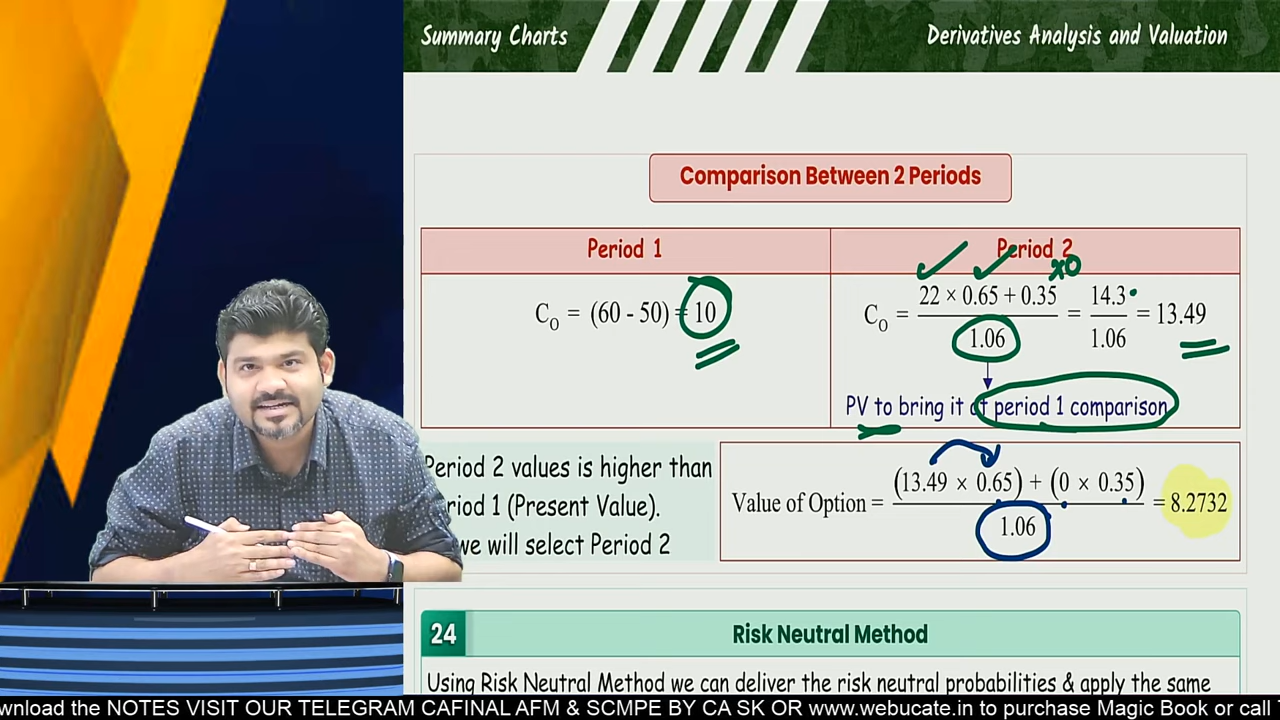 Summary Charts
Derivatives Analysis and Valuation
Comparison Between 2 Periods
Period 1
Period 2
C₀ = (60 - 50) = 10
×0
C₀ = (22 × 0.65 + 0.35) / 1.06 = 14.3 / 1.06 = 13.49
PV to bring it at period 1 comparison
Period 2 values is higher than
Period 1 (Present Value).
we will select Period 2
Value of Option = ((13.49 × 0.65) + (0 × 0.35)) / 1.06 = 8.2732
24
Risk Neutral Method
Using Risk Neutral Method we can deliver the risk neutral probabilities & apply the same
wnload the NOTES VISIT OUR TELEGRAM CAFINAL AFM & SCMPE BY CA SK OR www.webucate.in to purchase Magic Book or call